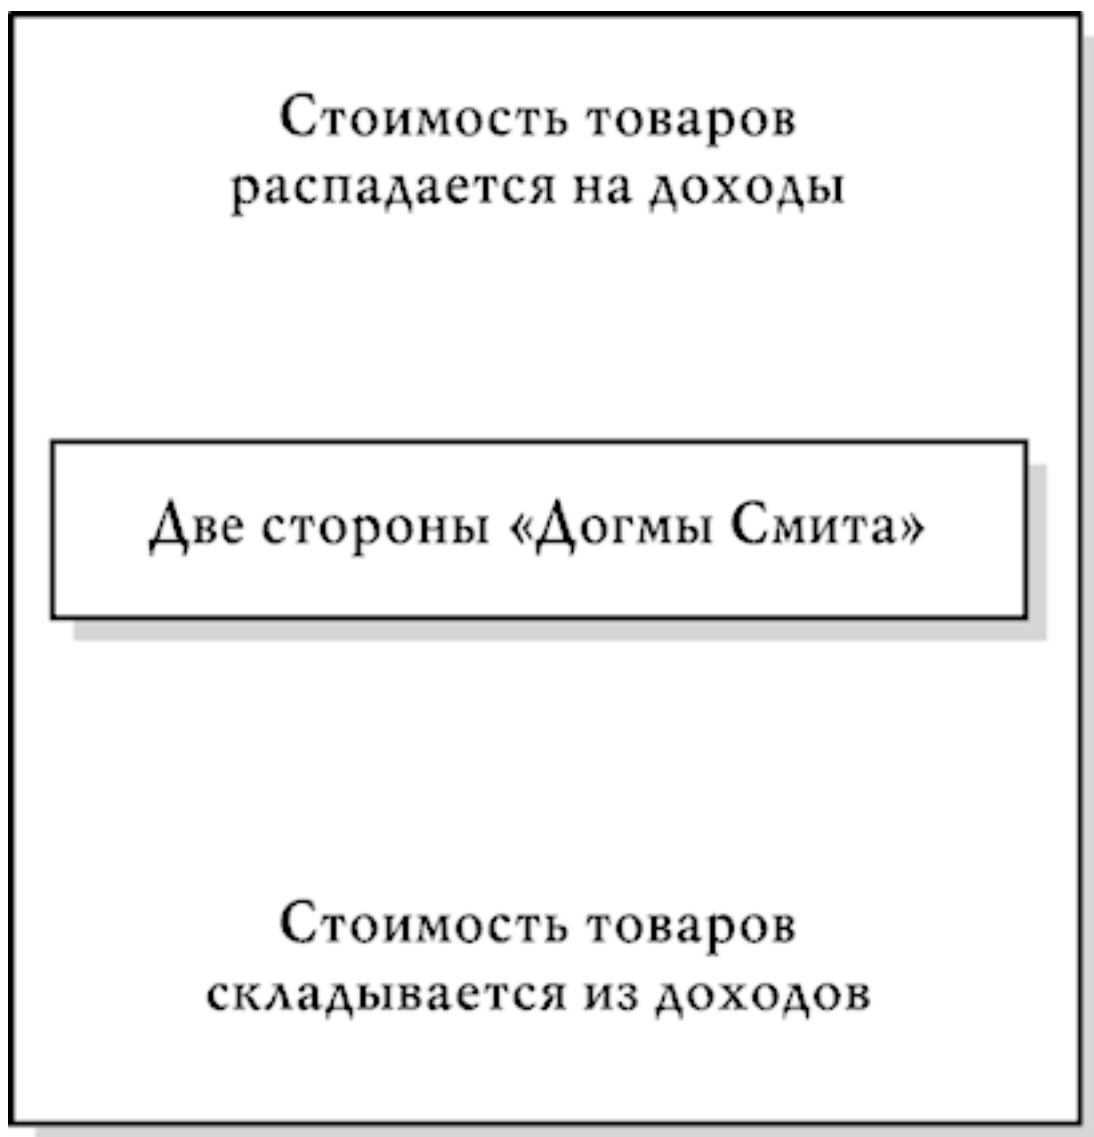 Стоимость товаров
распадается на доходы
Две стороны «Догмы Смита»
Стоимость товаров
складывается из доходов